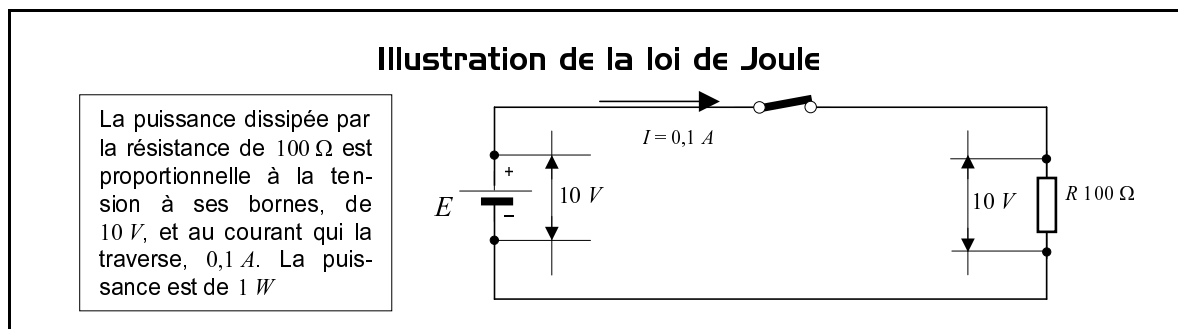 Illustration de la loi de Joule
La puissance dissipée par
la résistance de 100 Ω est
proportionnelle à la ten-
sion à ses bornes, de
10 V, et au courant qui la
traverse, 0,1 A. La puis-
sance est de 1 W
I = 0,1 A
+
E
10 V
–
10 V
R 100 Ω